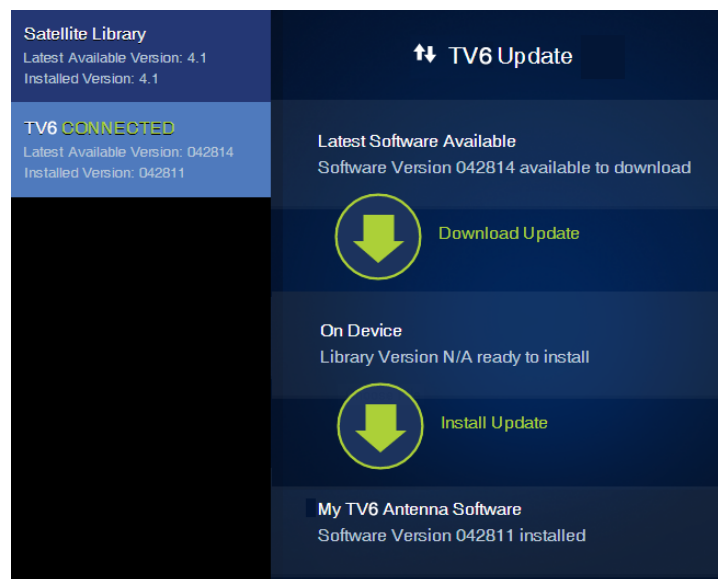 Satellite Library
Latest Available Version: 4.1
Installed Version: 4.1
TV6 CONNECTED
Latest Available Version: 042814
Installed Version: 042811
TV6 Update
Latest Software Available
Software Version 042814 available to download
Download Update
On Device
Library Version N/A ready to install
Install Update
My TV6 Antenna Software
Software Version 042811 installed